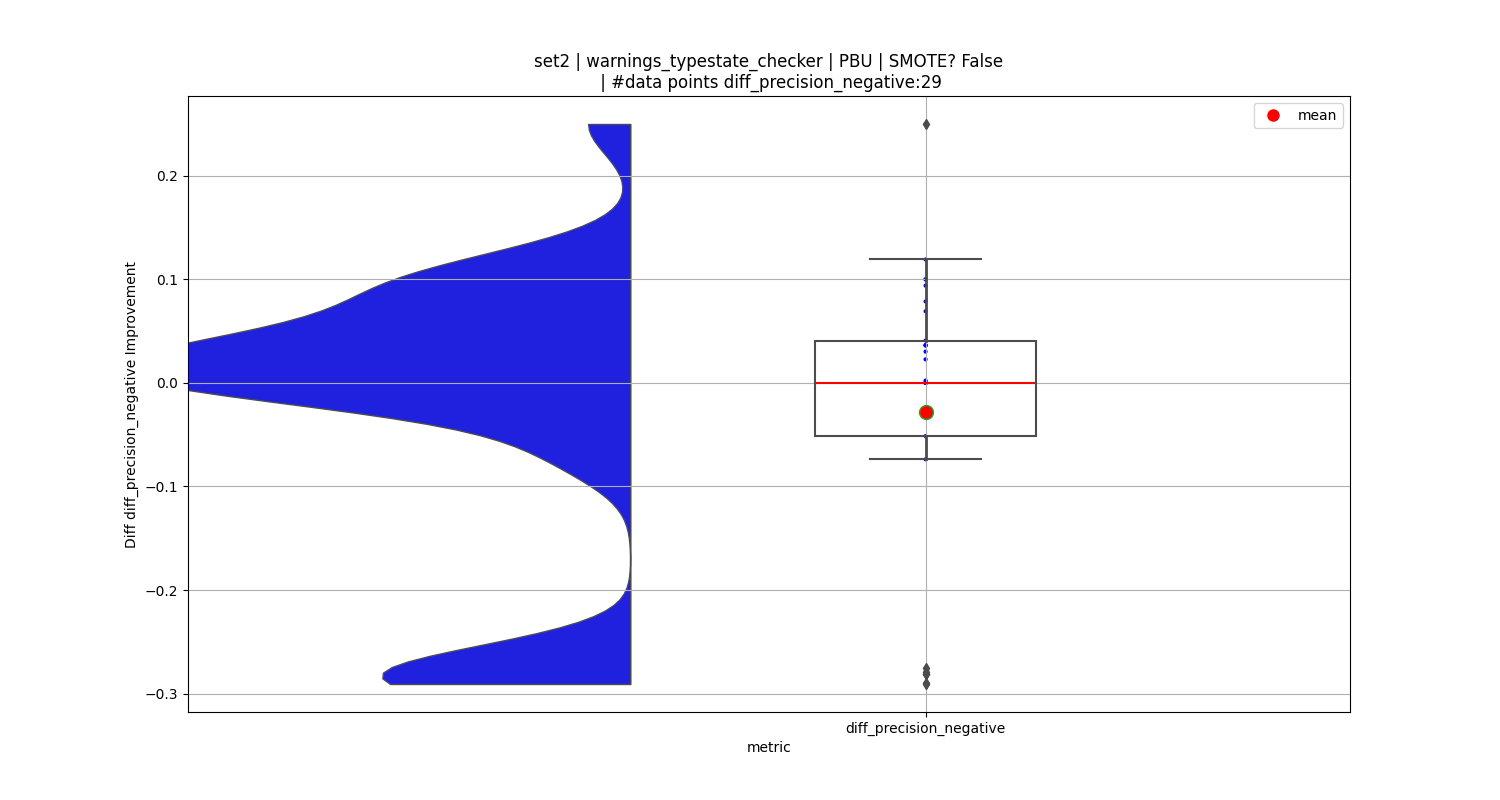 set2 | warnings_typestate_checker | PBU | SMOTE? False
| #data points diff_precision_negative:29
mean
0.2
0.1
0.0
−0.1
−0.2
−0.3
Diff diff_precision_negative Improvement
diff_precision_negative
metric